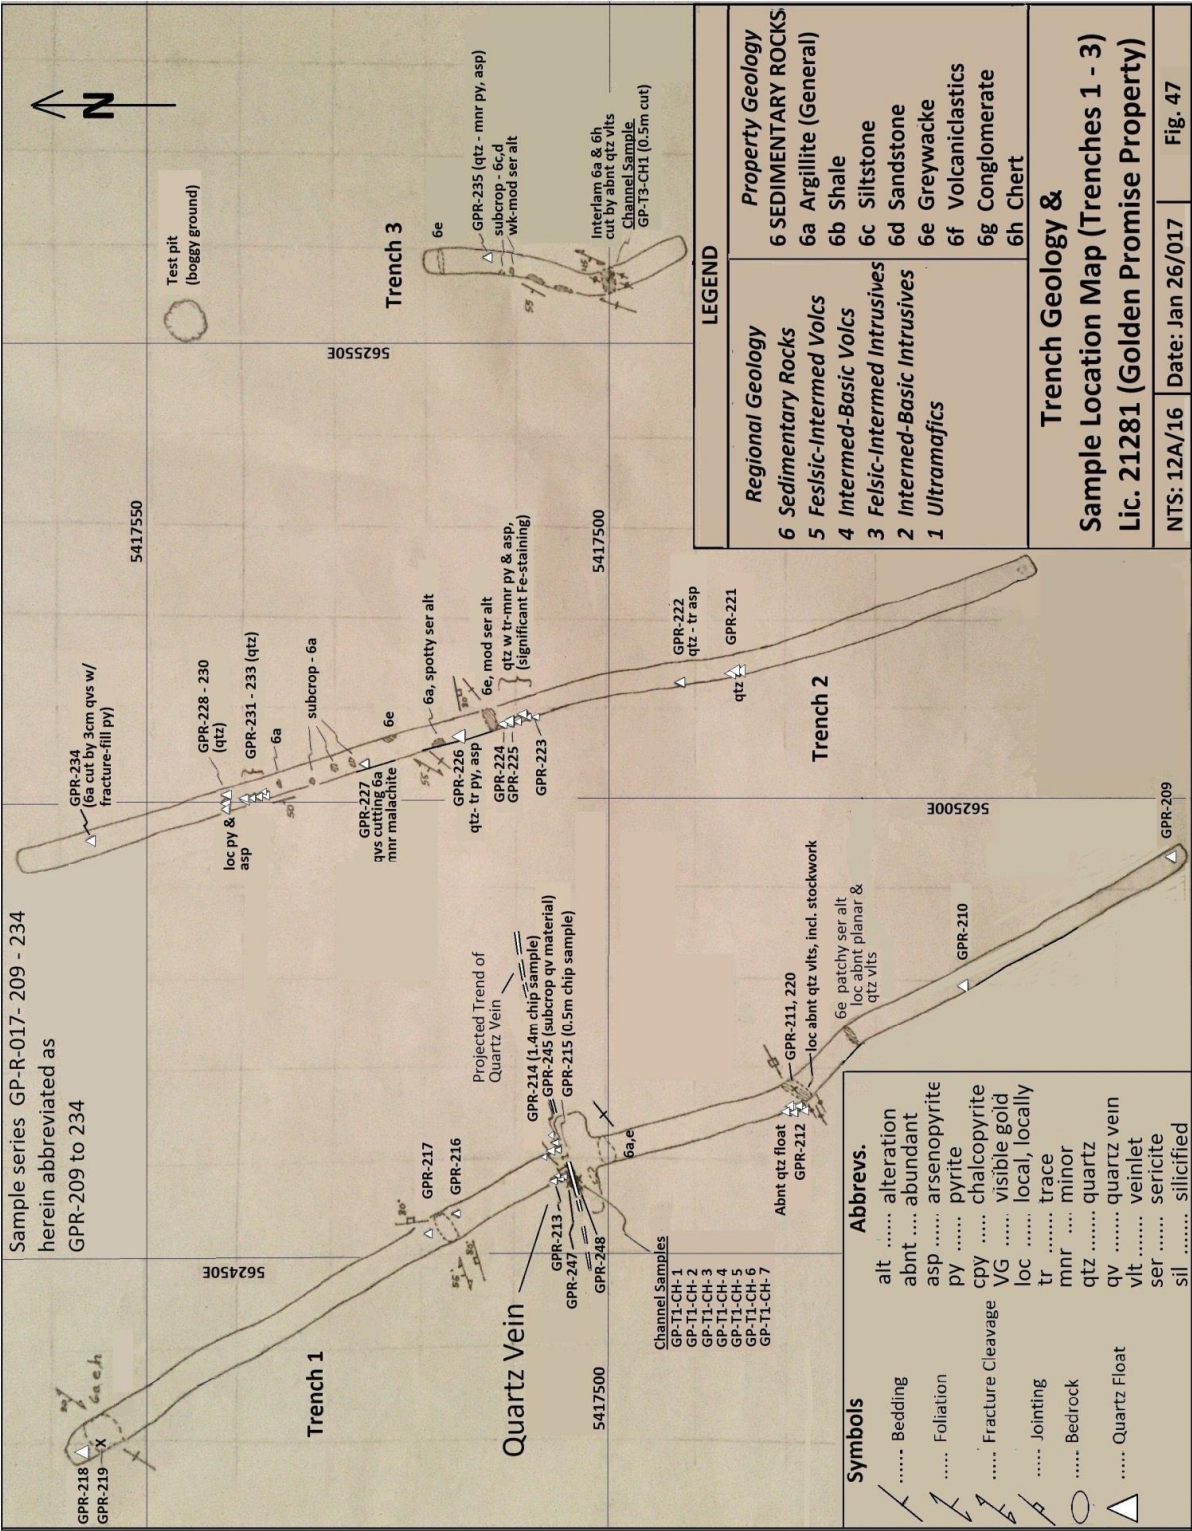 Sample series GP-R-017- 209 - 234
herein abbreviated as
GPR-209 to 234
GPR-218
GPR-219
X
6a e,h
562450E
Trench 1
GPR-217
GPR-216
80°
Projected Trend of
Quartz Vein
GPR-214 (1.4m chip sample)
GPR-245 (subcrop qv material)
GPR-215 (0.5m chip sample)
Quartz Vein
GPR-213
GPR-247
GPR-248
6a,e
5417500
Channel Samples
GP-T1-CH- 1
GP-T1-CH- 2
GP-T1-CH- 3
GP-T1-CH- 4
GP-T1-CH- 5
GP-T1-CH- 6
GP-T1-CH- 7
Abnt qtz float
GPR-212
GPR-211, 220
loc abnt qtz vlts, incl. stockwork
6e patchy ser alt
loc abnt planar &
qtz vlts
GPR-210
GPR-209
GPR-234
(6a cut by 3cm qvs w/
fracture-fill py)
GPR-228 - 230
(qtz)
GPR-231 - 233 (qtz)
loc py &
asp
6a
50
subcrop - 6a
GPR-227
qvs cutting 6a
mnr malachite
6e
55
6a, spotty ser alt
GPR-226
qtz- tr py, asp
6e, mod ser alt
qtz w tr-mnr py & asp,
(significant Fe-staining)
GPR-224
GPR-225
GPR-223
562500E
GPR-222
qtz - tr asp
GPR-221
qtz
Trench 2
5417550
5417500
N
Test pit
(boggy ground)
562550E
Trench 3
6e
GPR-235 (qtz - mnr py, asp)
subcrop - 6c,d
wk-mod ser alt
55
Interlam 6a & 6h
cut by abnt qtz vlts
Channel Sample
GP-T3-CH1 (0.5m cut)
Symbols
...... Bedding
...... Foliation
...... Fracture Cleavage
...... Jointing
...... Bedrock
...... Quartz Float
Abbrevs.
alt ...... alteration
abnt .... abundant
asp ...... arsenopyrite
py ....... pyrite
cpy ..... chalcopyrite
VG ...... visible gold
loc ...... local, locally
tr ........ trace
mnr .... minor
qtz ...... quartz
qv ....... quartz vein
vlt ....... veinlet
ser ...... sericite
sil ....... silicified
LEGEND
Regional Geology
6 Sedimentary Rocks
5 Feslsic-Intermed Volcs
4 Intermed-Basic Volcs
3 Felsic-Intermed Intrusives
2 Interned-Basic Intrusives
1 Ultramafics
Property Geology
6 SEDIMENTARY ROCKS
6a Argillite (General)
6b Shale
6c Siltstone
6d Sandstone
6e Greywacke
6f Volcaniclastics
6g Conglomerate
6h Chert
Trench Geology &
Sample Location Map (Trenches 1 - 3)
Lic. 21281 (Golden Promise Property)
NTS: 12A/16
Date: Jan 26/017
Fig. 47